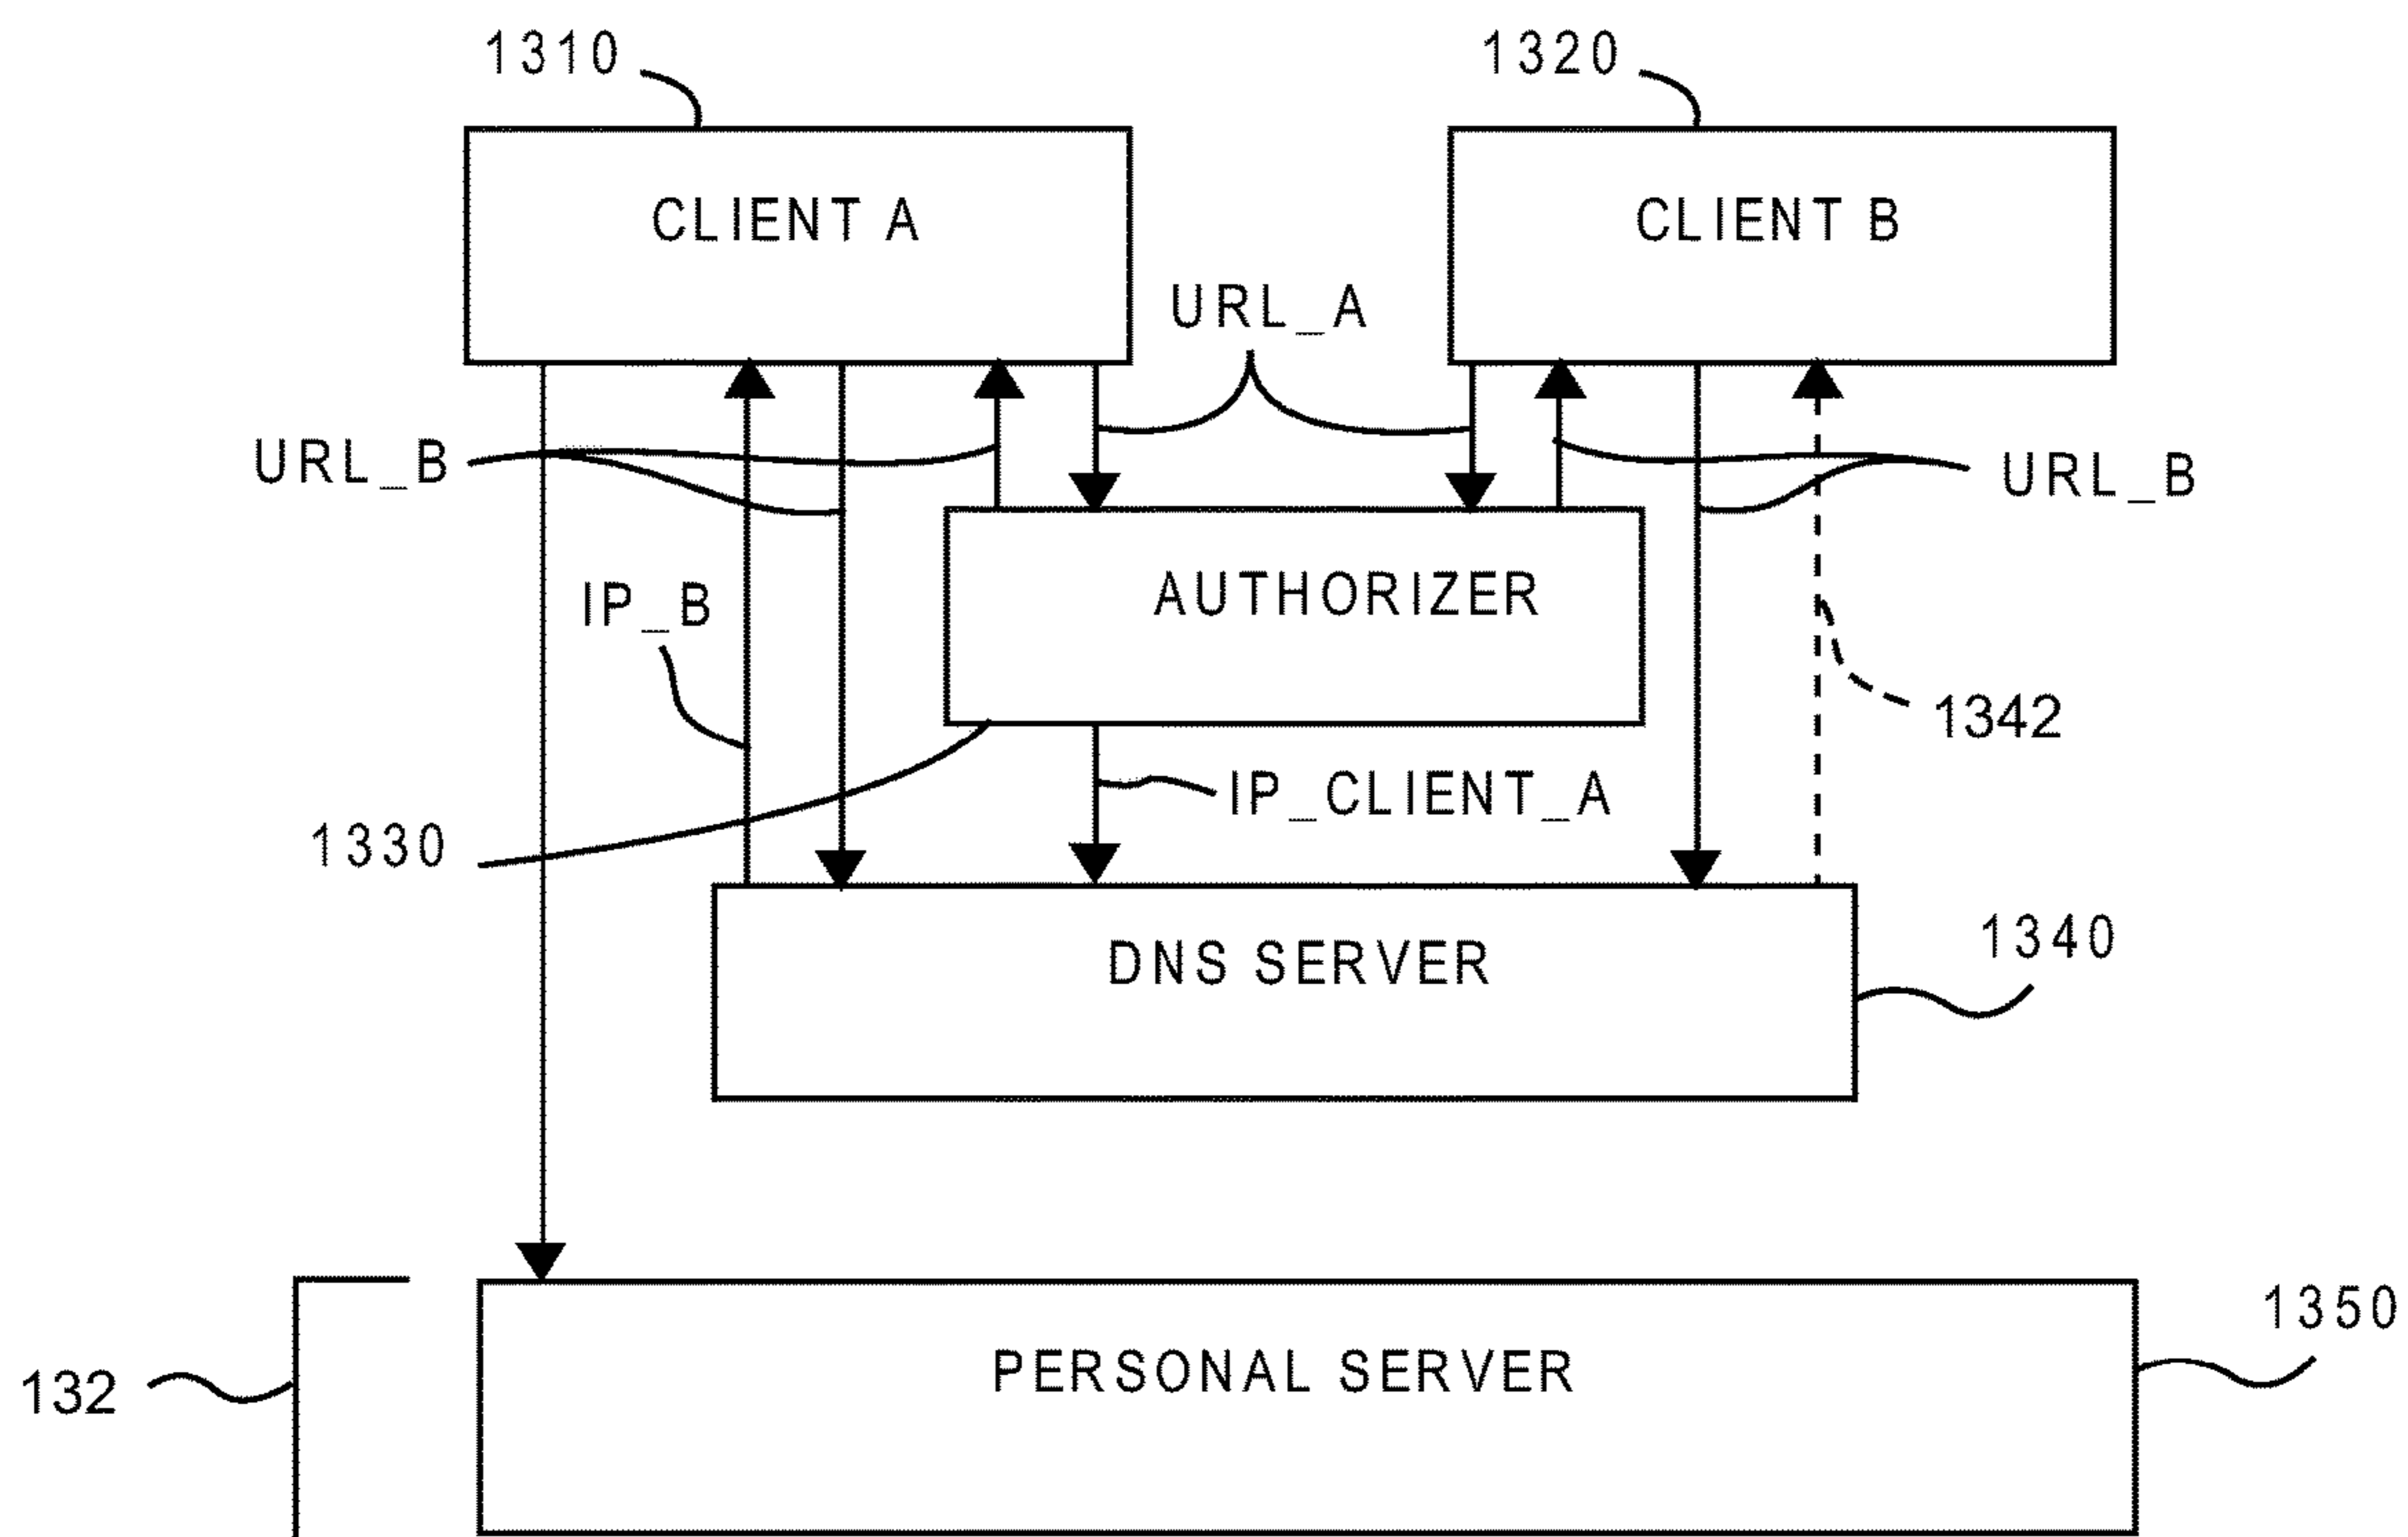 1310
1320
CLIENT A
CLIENT B
URL_A
URL_B
URL_B
IP_B
AUTHORIZER
1342
IP_CLIENT_A
1330
DNS SERVER
1340
1350
PERSONAL SERVER
132